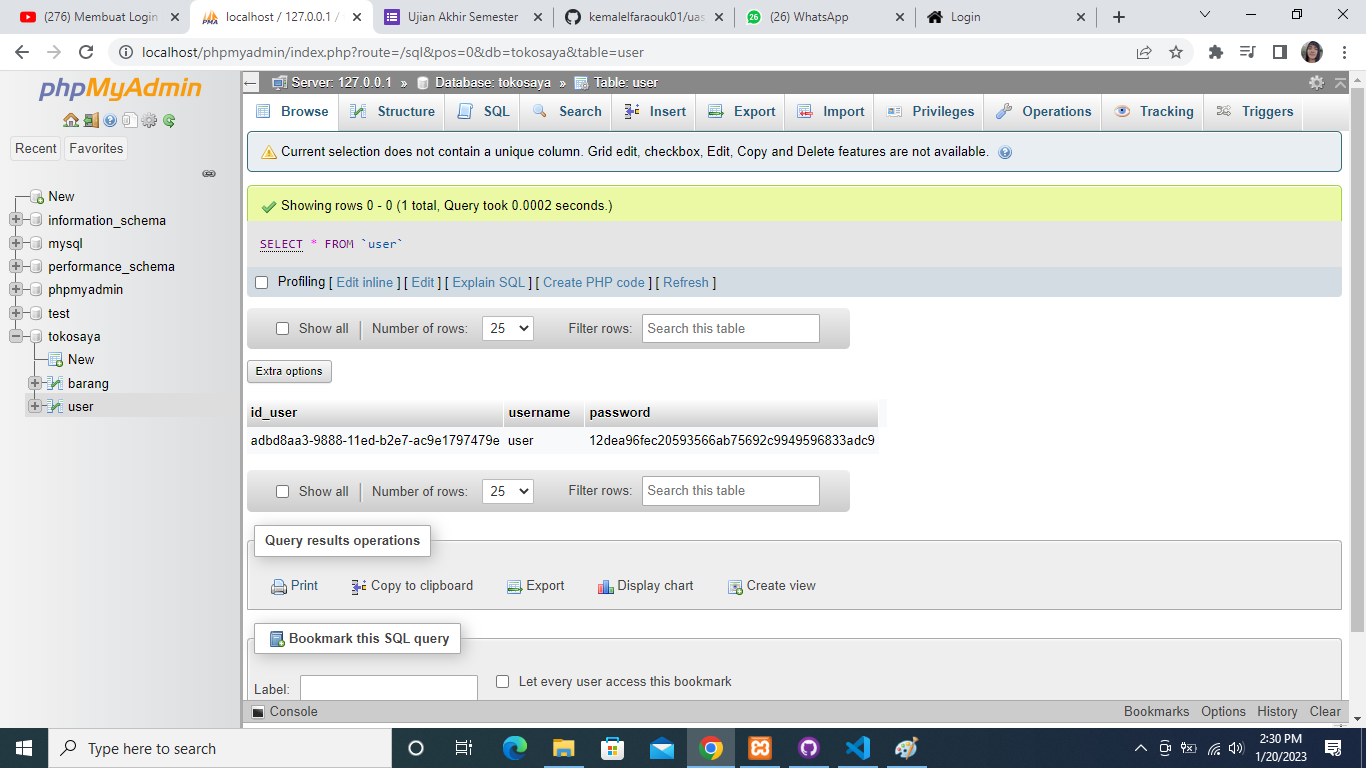 (276) Membuat Login
localhost / 127.0.0.1 /
Ujian Akhir Semester
kemalelfaraouk01/uas
(26) WhatsApp
Login
localhost/phpmyadmin/index.php?route=/sql&pos=0&db=tokosaya&table=user
phpMyAdmin
Recent
Favorites
New
information_schema
mysql
performance_schema
phpmyadmin
test
tokosaya
New
barang
user
Server: 127.0.0.1 » Database: tokosaya » Table: user
Browse
Structure
SQL
Search
Insert
Export
Import
Privileges
Operations
Tracking
Triggers
Current selection does not contain a unique column. Grid edit, checkbox, Edit, Copy and Delete features are not available.
Showing rows 0 - 0 (1 total, Query took 0.0002 seconds.)
SELECT * FROM `user`
Profiling [ Edit inline ] [ Edit ] [ Explain SQL ] [ Create PHP code ] [ Refresh ]
Show all | Number of rows: 25 Filter rows: Search this table
Extra options
id_user username password
adbd8aa3-9888-11ed-b2e7-ac9e1797479e user 12dea96fec20593566ab75692c9949596833adc9
Show all | Number of rows: 25 Filter rows: Search this table
Query results operations
Print
Copy to clipboard
Export
Display chart
Create view
Bookmark this SQL query
Label:
Let every user access this bookmark
Console
Bookmarks Options History Clear
Type here to search
2:30 PM
1/20/2023